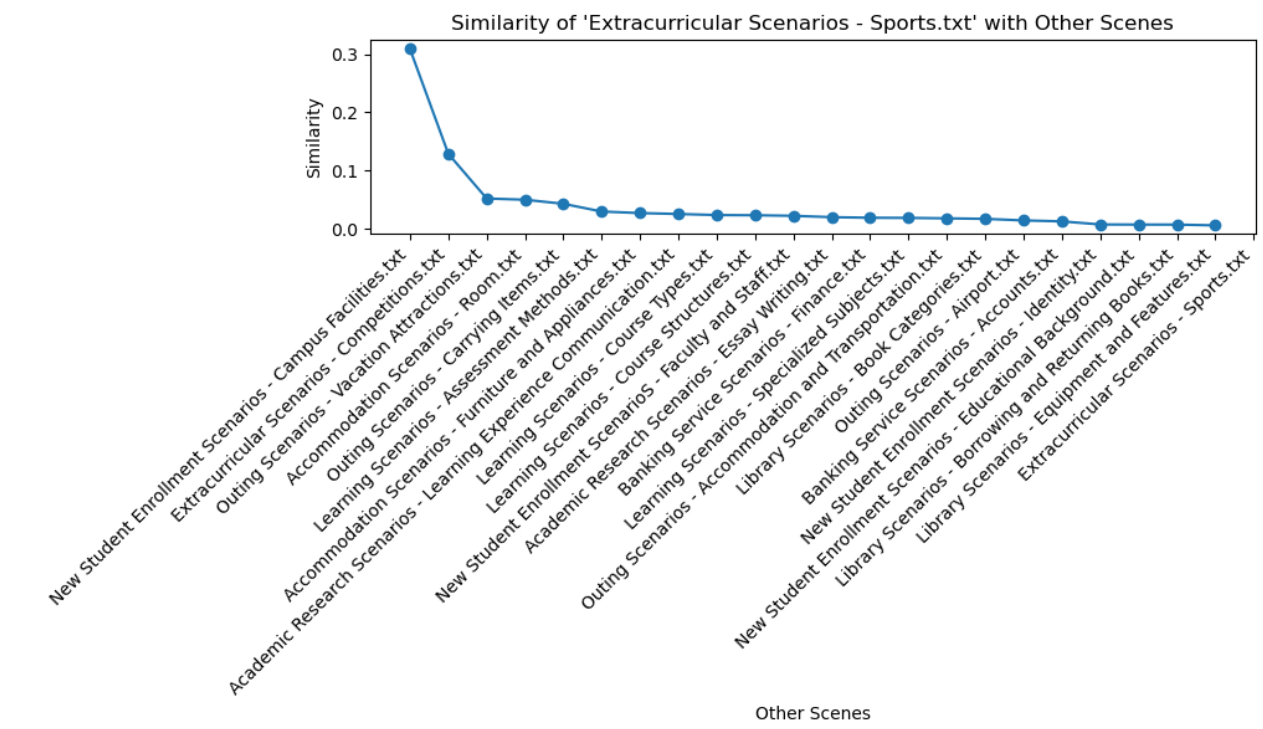 Similarity of 'Extracurricular Scenarios - Sports.txt' with Other Scenes
Similarity
0.3
0.2
0.1
0.0
New Student Enrollment Scenarios - Campus Facilities.txt
Extracurricular Scenarios - Competitions.txt
Outing Scenarios - Vacation Attractions.txt
Accommodation Scenarios - Room.txt
Outing Scenarios - Carrying Items.txt
Learning Scenarios - Assessment Methods.txt
Accommodation Scenarios - Furniture and Appliances.txt
Academic Research Scenarios - Learning Experience Communication.txt
Learning Scenarios - Course Types.txt
Learning Scenarios - Course Structures.txt
New Student Enrollment Scenarios - Faculty and Staff.txt
Academic Research Scenarios - Essay Writing.txt
Banking Service Scenarios - Finance.txt
Learning Scenarios - Specialized Subjects.txt
Outing Scenarios - Accommodation and Transportation.txt
Library Scenarios - Book Categories.txt
Outing Scenarios - Airport.txt
Banking Service Scenarios - Accounts.txt
New Student Enrollment Scenarios - Identity.txt
New Student Enrollment Scenarios - Educational Background.txt
Library Scenarios - Borrowing and Returning Books.txt
Library Scenarios - Equipment and Features.txt
Extracurricular Scenarios - Sports.txt
Other Scenes